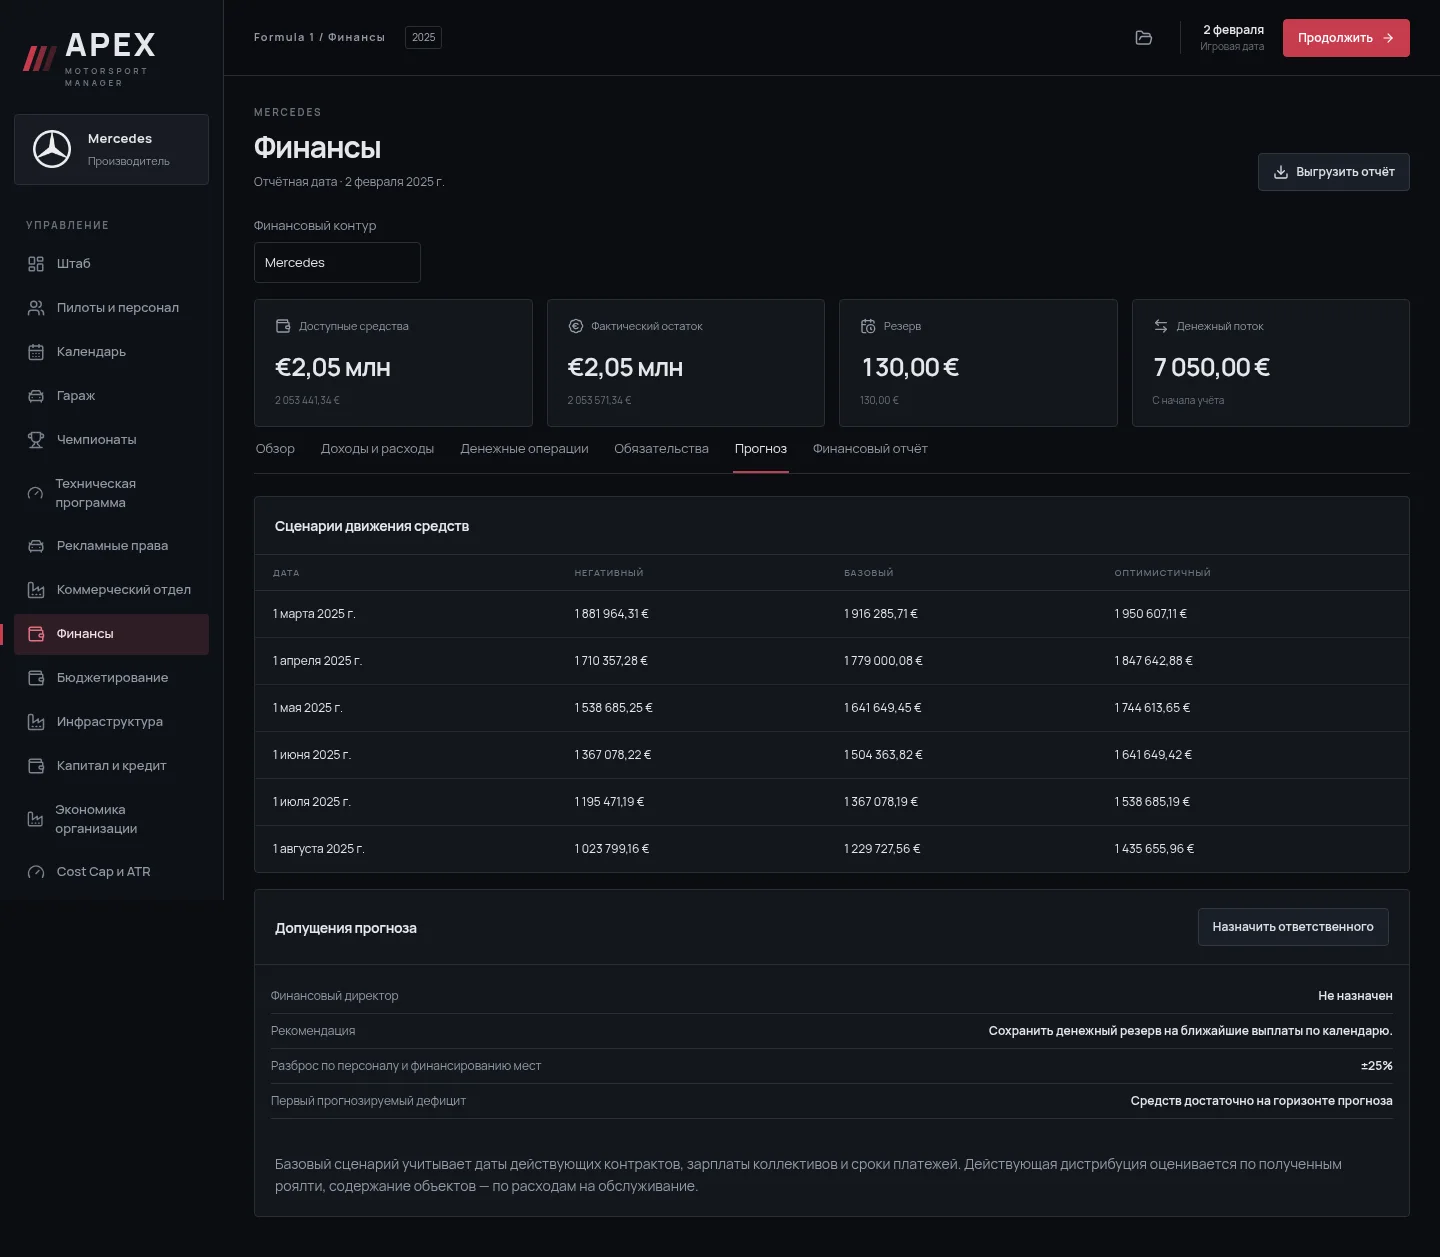 APEX
MOTORSPORT
MANAGER
Mercedes
Производитель
УПРАВЛЕНИЕ
Штаб
Пилоты и персонал
Календарь
Гараж
Чемпионаты
Техническая
программа
Рекламные права
Коммерческий отдел
Финансы
Бюджетирование
Инфраструктура
Капитал и кредит
Экономика
организации
Cost Cap и ATR
Formula 1 / Финансы 2025
2 февраля
Игровая дата
Продолжить
MERCEDES
Финансы
Отчётная дата · 2 февраля 2025 г.
Выгрузить отчёт
Финансовый контур
Mercedes
Доступные средства
€2,05 млн
2 053 441,34 €
Фактический остаток
€2,05 млн
2 053 571,34 €
Резерв
130,00 €
130,00 €
Денежный поток
7 050,00 €
С начала учёта
Обзор Доходы и расходы Денежные операции Обязательства Прогноз Финансовый отчёт
Сценарии движения средств
ДАТА НЕГАТИВНЫЙ БАЗОВЫЙ ОПТИМИСТИЧНЫЙ
1 марта 2025 г. 1 881 964,31 € 1 916 285,71 € 1 950 607,11 €
1 апреля 2025 г. 1 710 357,28 € 1 779 000,08 € 1 847 642,88 €
1 мая 2025 г. 1 538 685,25 € 1 641 649,45 € 1 744 613,65 €
1 июня 2025 г. 1 367 078,22 € 1 504 363,82 € 1 641 649,42 €
1 июля 2025 г. 1 195 471,19 € 1 367 078,19 € 1 538 685,19 €
1 августа 2025 г. 1 023 799,16 € 1 229 727,56 € 1 435 655,96 €
Допущения прогноза
Назначить ответственного
Финансовый директор Не назначен
Рекомендация Сохранить денежный резерв на ближайшие выплаты по календарю.
Разброс по персоналу и финансированию мест ±25%
Первый прогнозируемый дефицит Средств достаточно на горизонте прогноза
Базовый сценарий учитывает даты действующих контрактов, зарплаты коллективов и сроки платежей. Действующая дистрибуция оценивается по полученным
роялти, содержание объектов — по расходам на обслуживание.